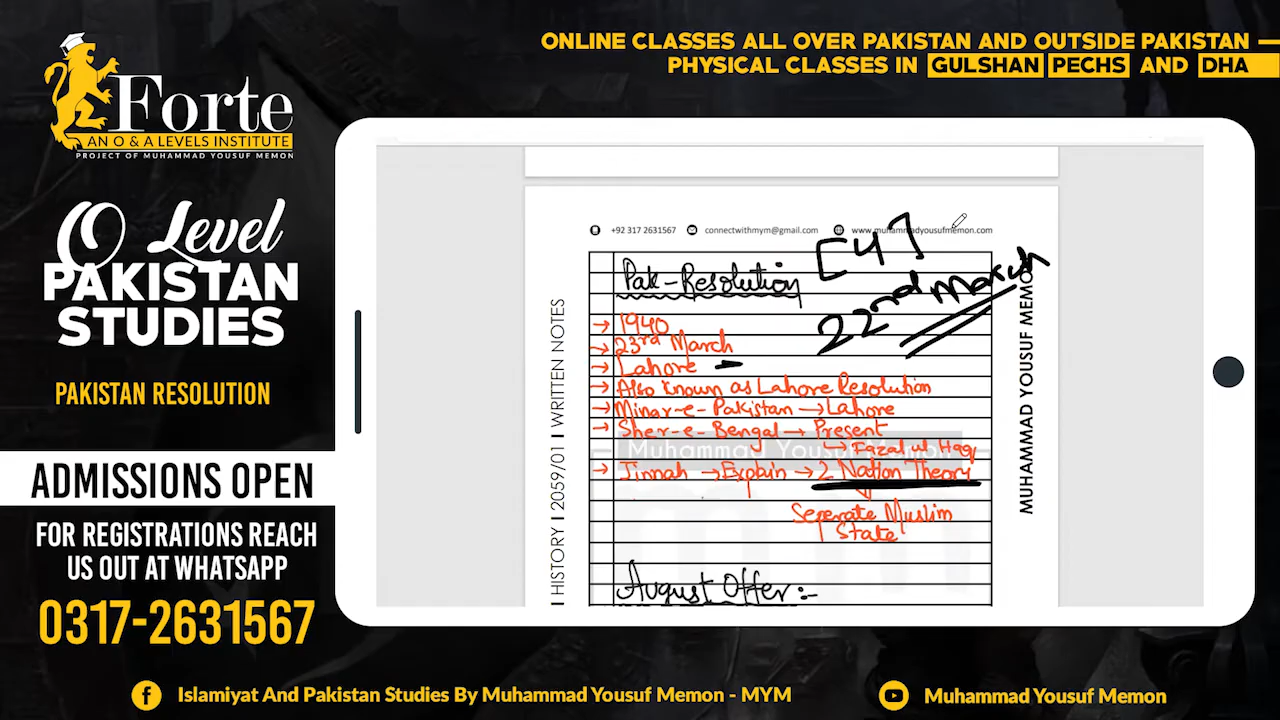 ONLINE CLASSES ALL OVER PAKISTAN AND OUTSIDE PAKISTAN
PHYSICAL CLASSES IN GULSHAN PECHS AND DHA
Forte
AN O & A LEVELS INSTITUTE
PROJECT OF MUHAMMAD YOUSUF MEMON
O Level
PAKISTAN
STUDIES
PAKISTAN RESOLUTION
ADMISSIONS OPEN
FOR REGISTRATIONS REACH
US OUT AT WHATSAPP
0317-2631567
+92 317 2631567 connectwithmym@gmail.com www.muhammadyousufmemon.com
[4]
22nd March
Pak-Resolution
→ 1940
→ 23rd March
→ Lahore
→ Also known as Lahore Resolution
→ Minar-e-Pakistan → Lahore
→ Sher-e-Bengal → Present
↳ Fazal ul Haq
Muhammad Yousuf Memon
→ Jinnah → Explain → 2 Nation Theory
Seperate Muslim
State
August Offer:-
I HISTORY I 2059/01 I WRITTEN NOTES
MUHAMMAD YOUSUF MEMON
Islamiyat And Pakistan Studies By Muhammad Yousuf Memon - MYM
Muhammad Yousuf Memon